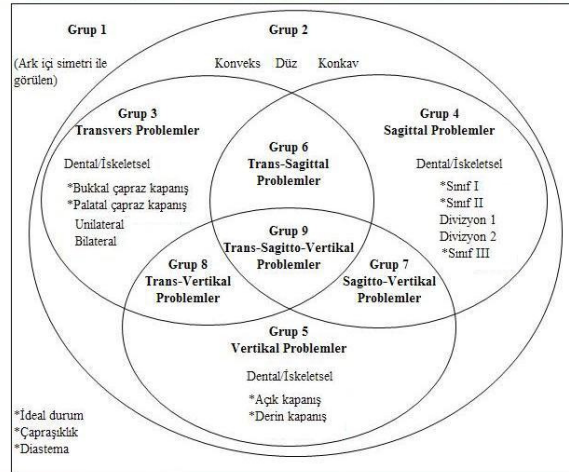 Grup 1
(Ark içi simetri ile
görülen)
Grup 2
Konveks Düz Konkav
Grup 3
Transvers Problemler
Dental/İskeletsel
*Bukkal çapraz kapanış
*Palatal çapraz kapanış
Unilateral
Bilateral
Grup 6
Trans-Sagittal
Problemler
Grup 4
Sagittal Problemler
Dental/İskeletsel
*Sınıf I
*Sınıf II
Divizyon 1
Divizyon 2
*Sınıf III
Grup 9
Trans-Sagitto-Vertikal
Problemler
Grup 8
Trans-Vertikal
Problemler
Grup 7
Sagitto-Vertikal
Problemler
Grup 5
Vertikal Problemler
Dental/İskeletsel
*Açık kapanış
*Derin kapanış
*İdeal durum
*Çapraşıklık
*Diastema